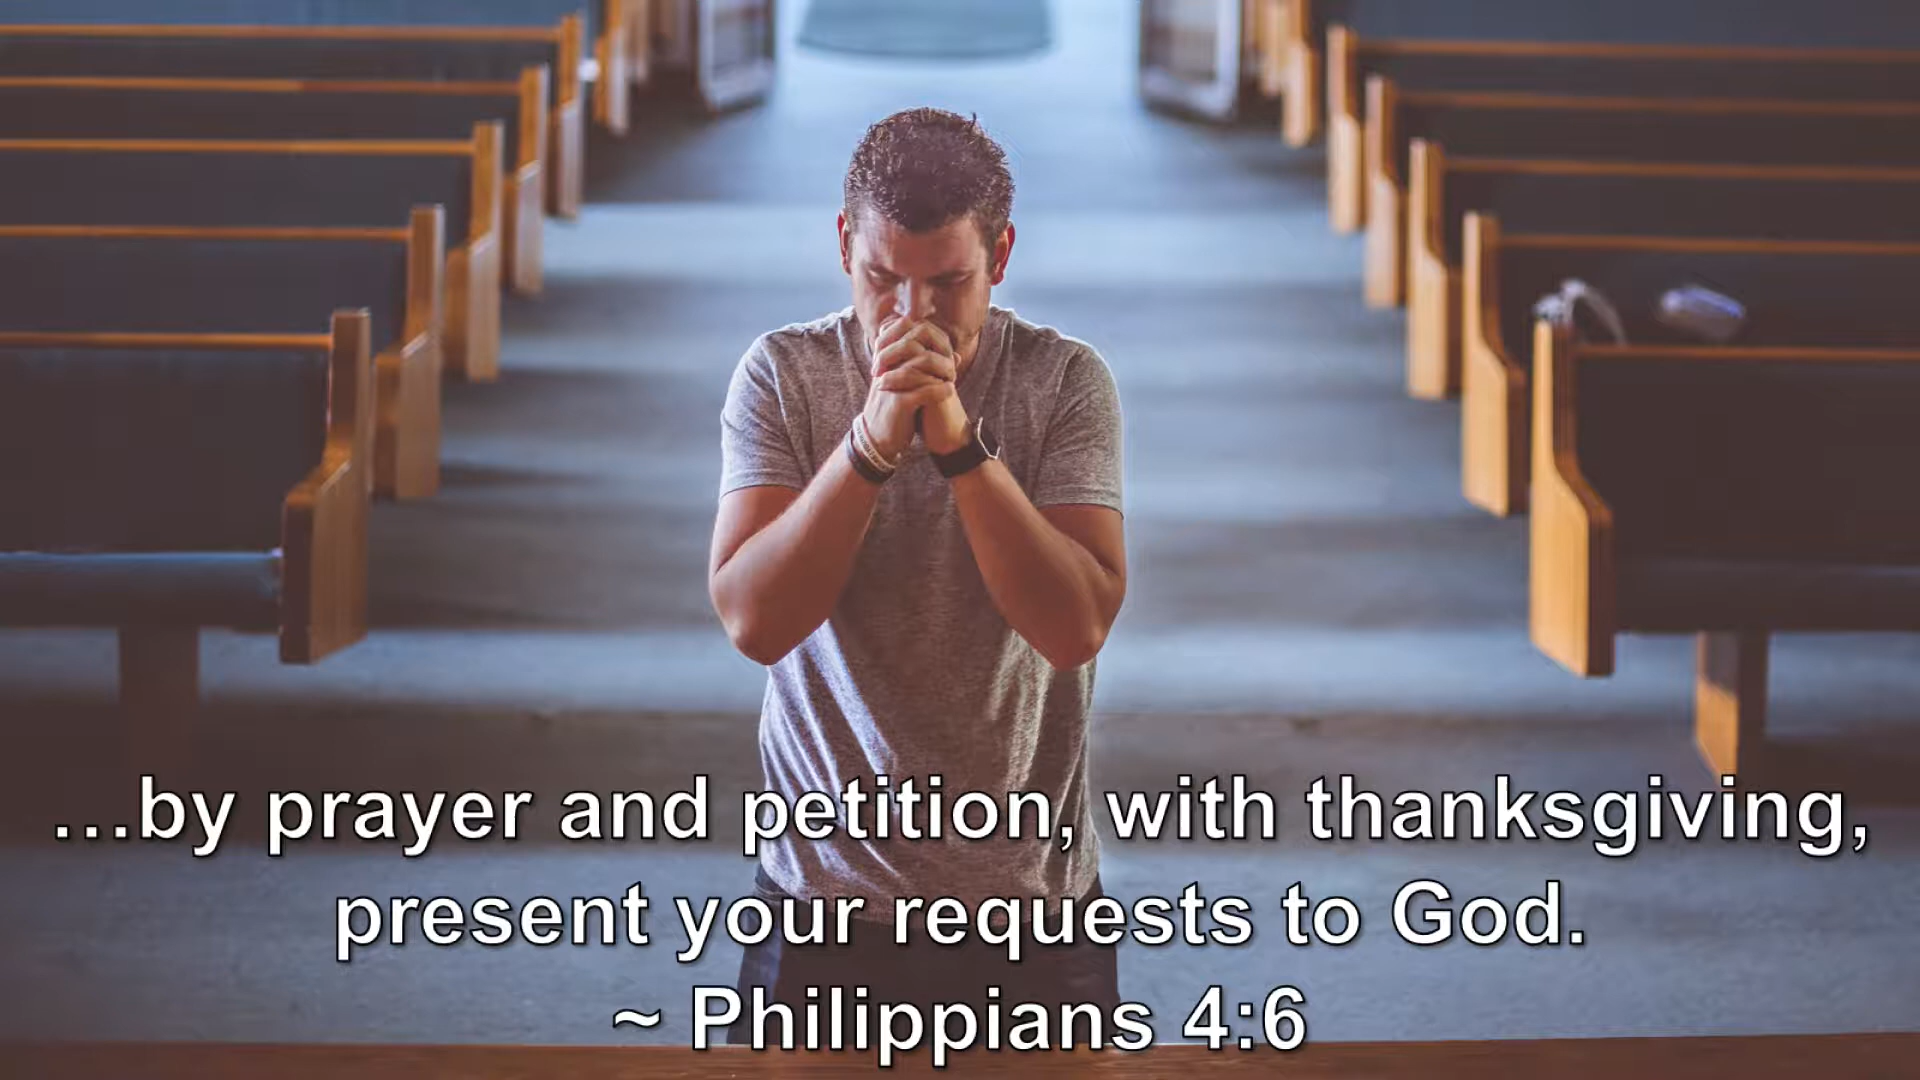 ...by prayer and petition, with thanksgiving,
present your requests to God.
~ Philippians 4:6